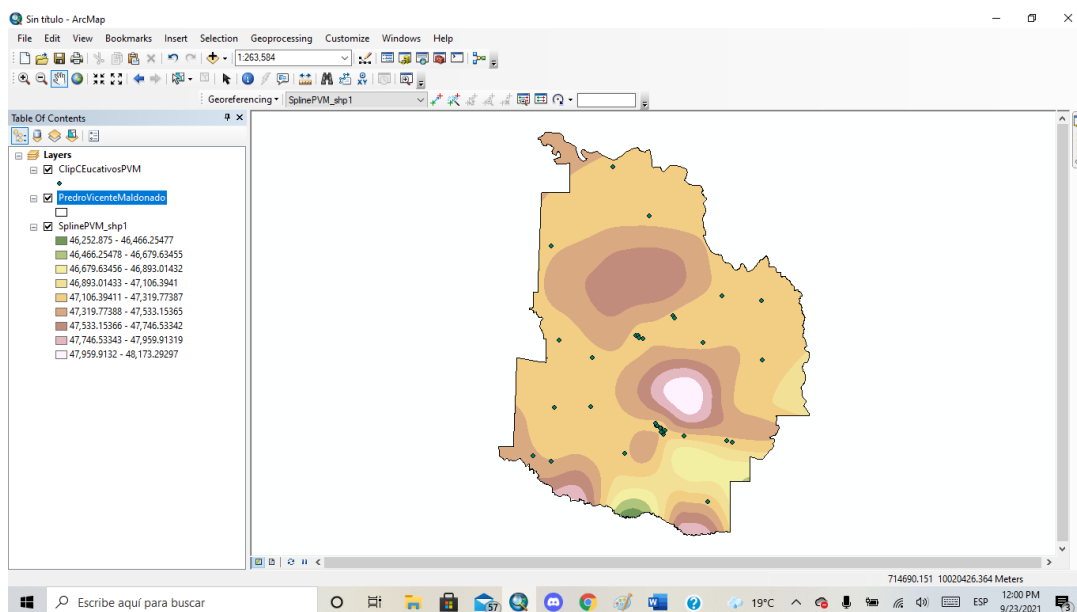 Sin título - ArcMap
File Edit View Bookmarks Insert Selection Geoprocessing Customize Windows Help
1:263,584
Georeferencing SplinePVM_shp1
Table Of Contents
Layers
ClipCEucativosPVM
PredroVicenteMaldonado
SplinePVM_shp1
46,252.875 - 46,466.25477
46,466.25478 - 46,679.63455
46,679.63456 - 46,893.01432
46,893.01433 - 47,106.3941
47,106.39411 - 47,319.77387
47,319.77388 - 47,533.15365
47,533.15366 - 47,746.53342
47,746.53343 - 47,959.91319
47,959.9132 - 48,173.29297
714690.151 10020426.364 Meters
Escribe aquí para buscar
57
19°C
ESP
12:00 PM
9/23/2021
3